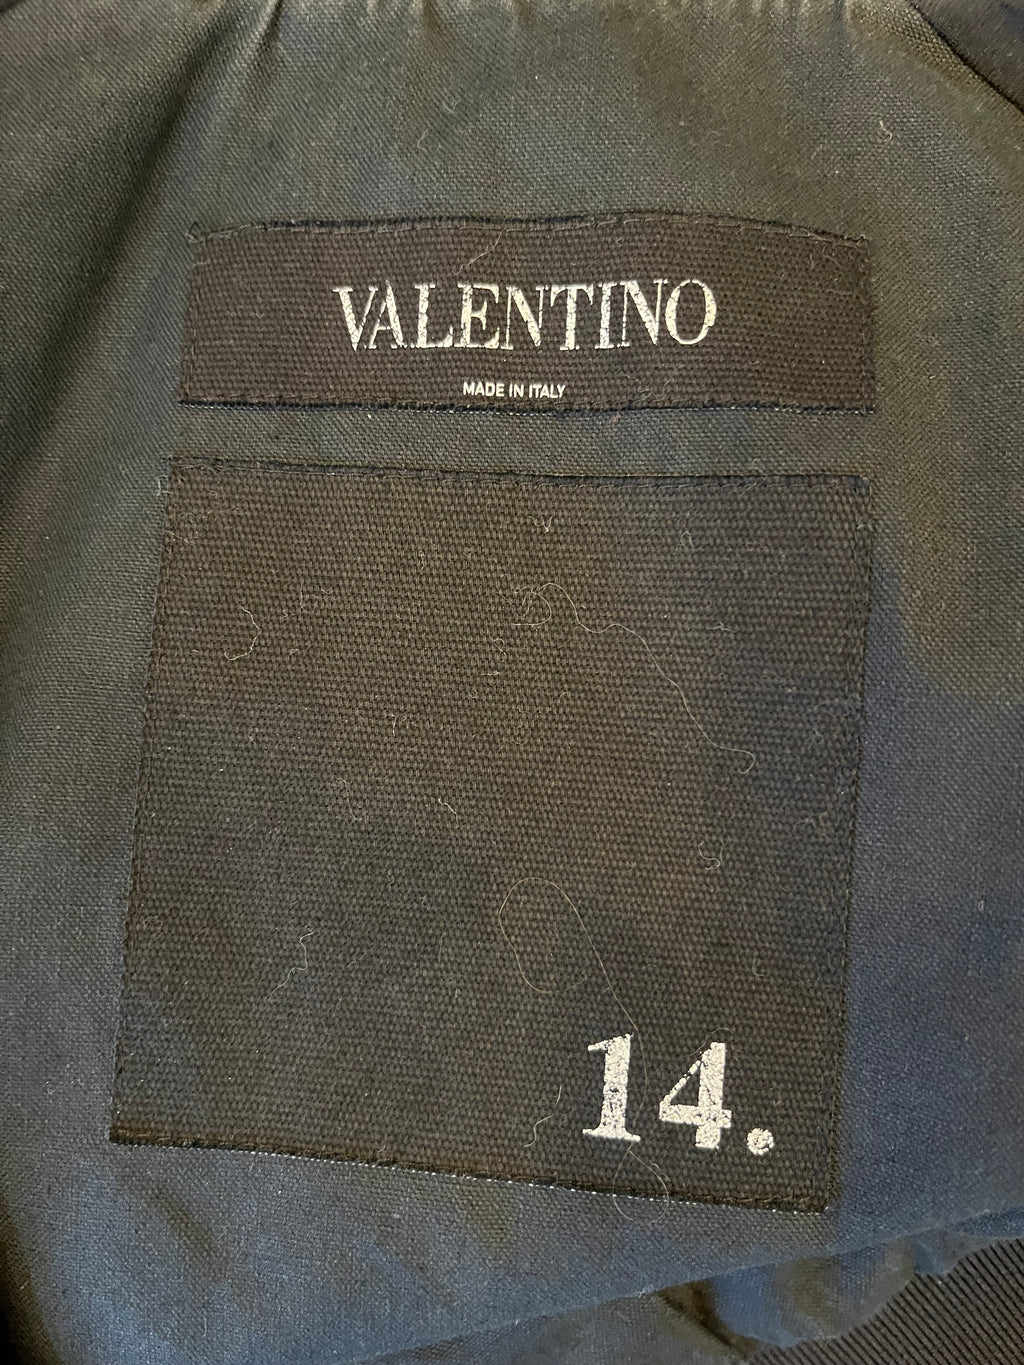 VALENTINO
MADE IN ITALY
14.